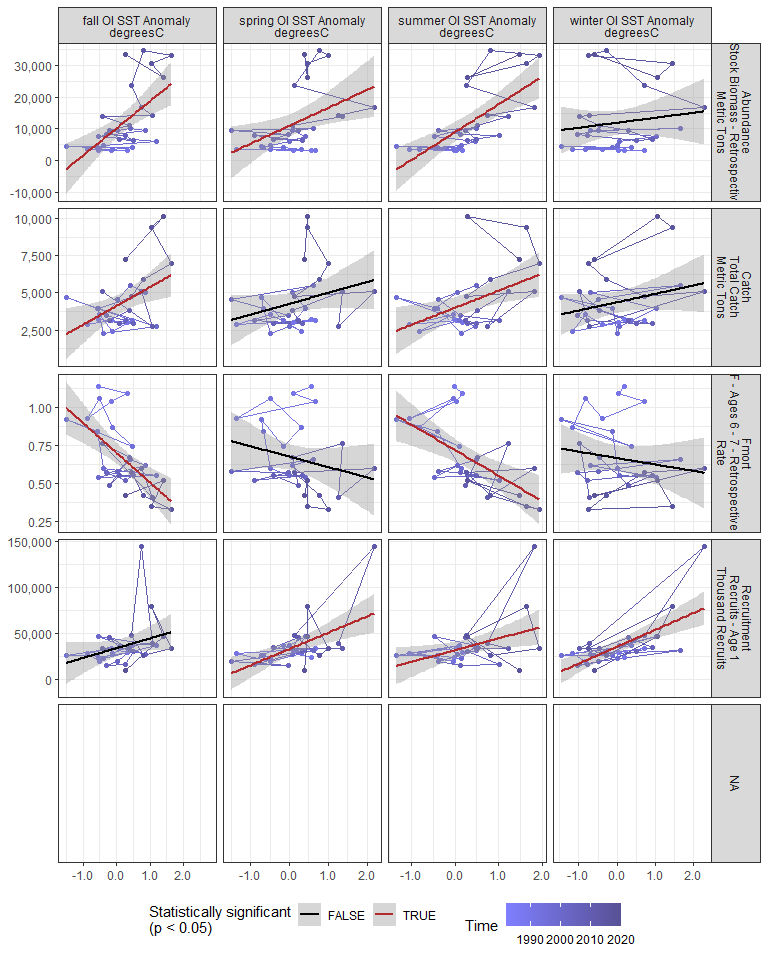 fall OI SST Anomaly
degreesC
spring OI SST Anomaly
degreesC
summer OI SST Anomaly
degreesC
winter OI SST Anomaly
degreesC
30,000
20,000
10,000
0
-10,000
Abundance
Stock Biomass - Retrospectiv
Metric Tons
10,000
7,500
5,000
2,500
Catch
Total Catch
Metric Tons
1.00
0.75
0.50
0.25
Fmort
F - Ages 6 - 7 - Retrospective
Rate
150,000
100,000
50,000
0
Recruitment
Recruits - Age 1
Thousand Recruits
NA
-1.0 0.0 1.0 2.0
-1.0 0.0 1.0 2.0
-1.0 0.0 1.0 2.0
-1.0 0.0 1.0 2.0
Statistically significant
(p < 0.05)
FALSE
TRUE
Time
1990 2000 2010 2020